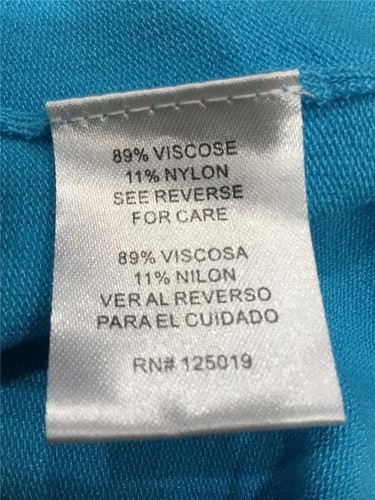 89% VISCOSE
11% NYLON
SEE REVERSE
FOR CARE
89% VISCOSA
11% NILON
VER AL REVERSO
PARA EL CUIDADO
RN# 125019